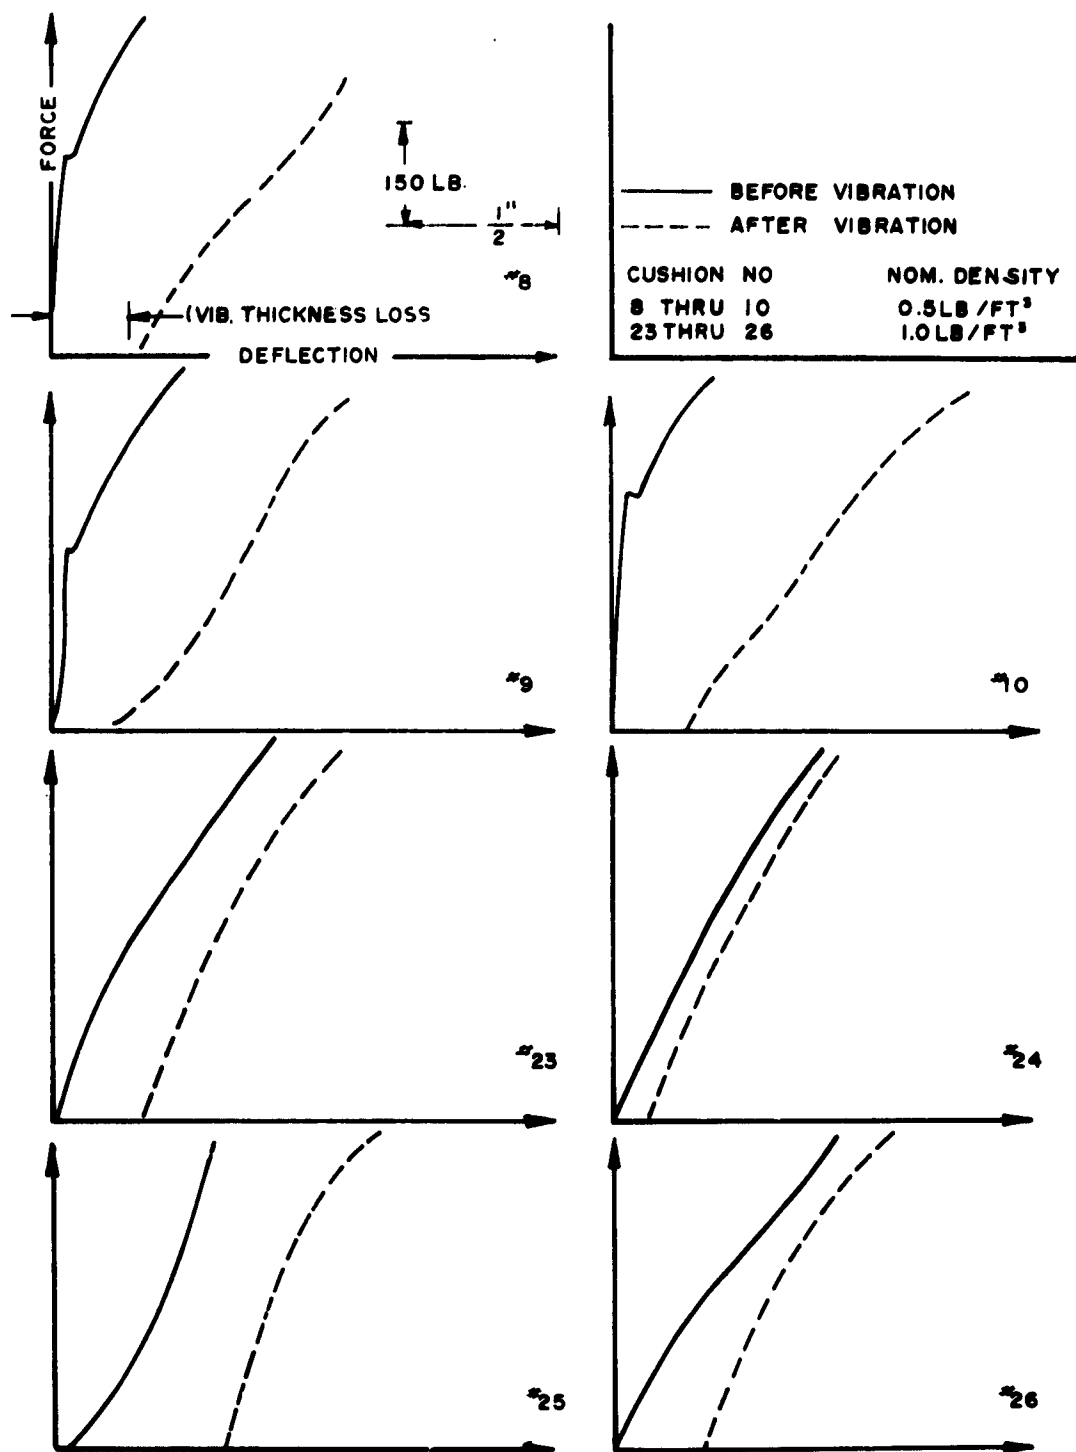 FORCE
150 LB.
1"
2
#8
(VIB. THICKNESS LOSS
DEFLECTION
BEFORE VIBRATION
AFTER VIBRATION
CUSHION NO NOM. DENSITY
8 THRU 10 0.5LB/FT³
23 THRU 26 1.0LB/FT³
#9
#10
#23
#24
#25
#26